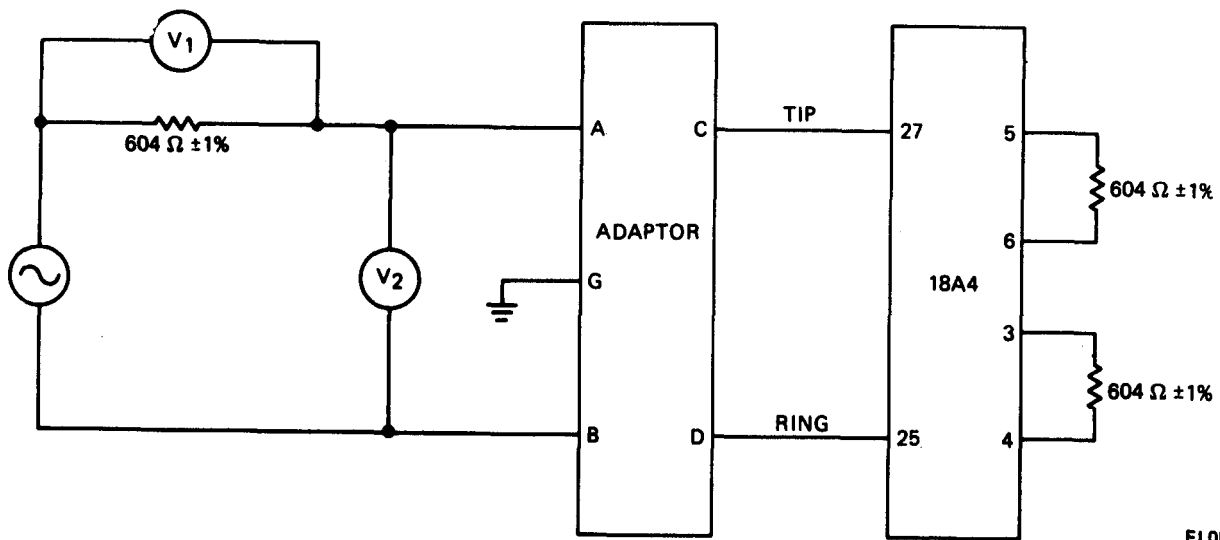 V1
604 Ω ±1%
V2
A
ADAPTOR
G
B
C
D
TIP
RING
27
25
18A4
5
6
3
4
604 Ω ±1%
604 Ω ±1%